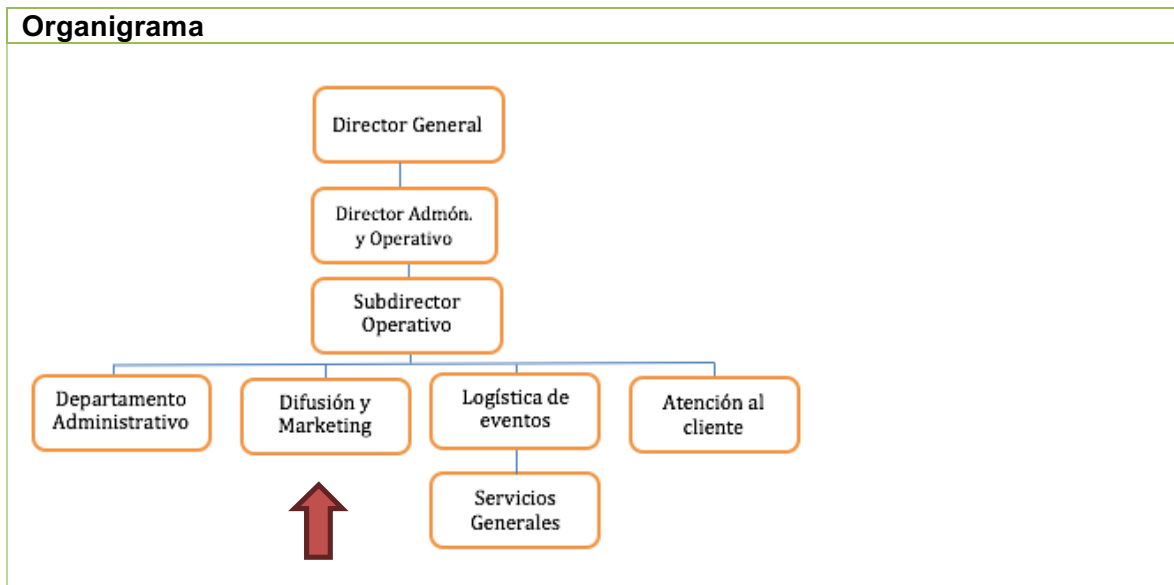 Organigrama
Director General
Director Admón.
y Operativo
Subdirector
Operativo
Departamento
Administrativo
Difusión y
Marketing
Logística de
eventos
Atención al
cliente
Servicios
Generales